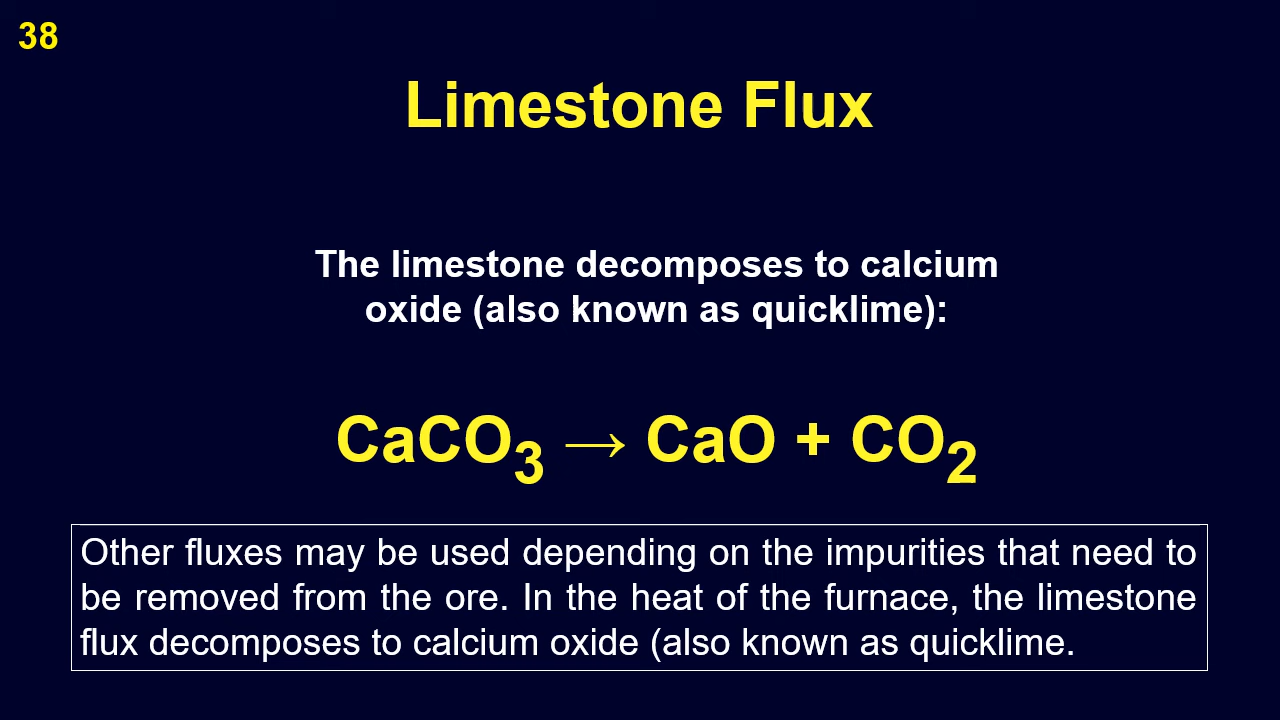 38
Limestone Flux
The limestone decomposes to calcium
oxide (also known as quicklime):
CaCO₃ → CaO + CO₂
Other fluxes may be used depending on the impurities that need to
be removed from the ore. In the heat of the furnace, the limestone
flux decomposes to calcium oxide (also known as quicklime.